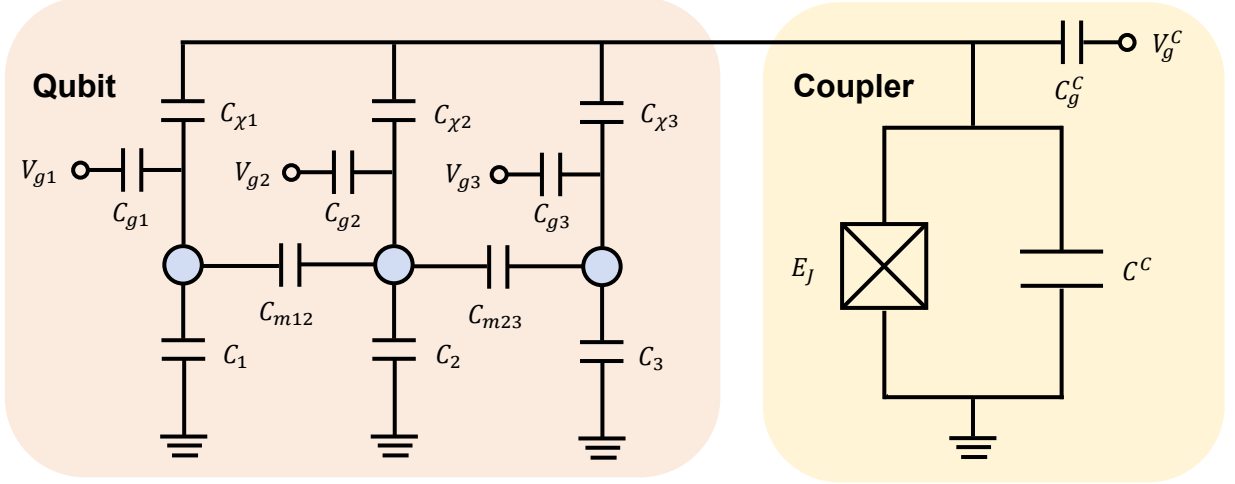 Qubit
Coupler
C_χ1
C_χ2
C_χ3
V_g^C
C_g^C
V_g1
V_g2
V_g3
C_g1
C_g2
C_g3
E_J
C^C
C_m12
C_m23
C_1
C_2
C_3